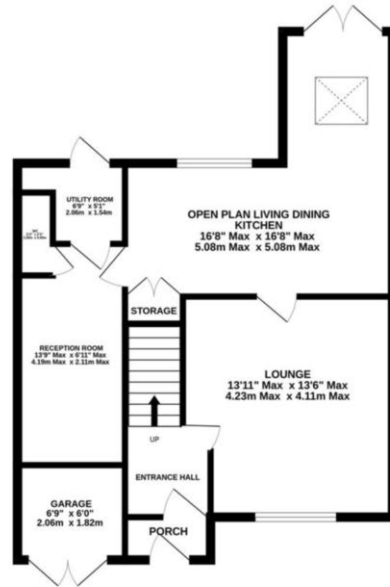 UTILITY ROOM
6'9" x 5'1"
2.06m x 1.54m
OPEN PLAN LIVING DINING
KITCHEN
16'8" Max x 16'8" Max
5.08m Max x 5.08m Max
STORAGE
RECEPTION ROOM
13'9" Max x 6'11" Max
4.19m Max x 2.11m Max
LOUNGE
13'11" Max x 13'6" Max
4.23m Max x 4.11m Max
UP
ENTRANCE HALL
GARAGE
6'9" x 6'0"
2.06m x 1.82m
PORCH